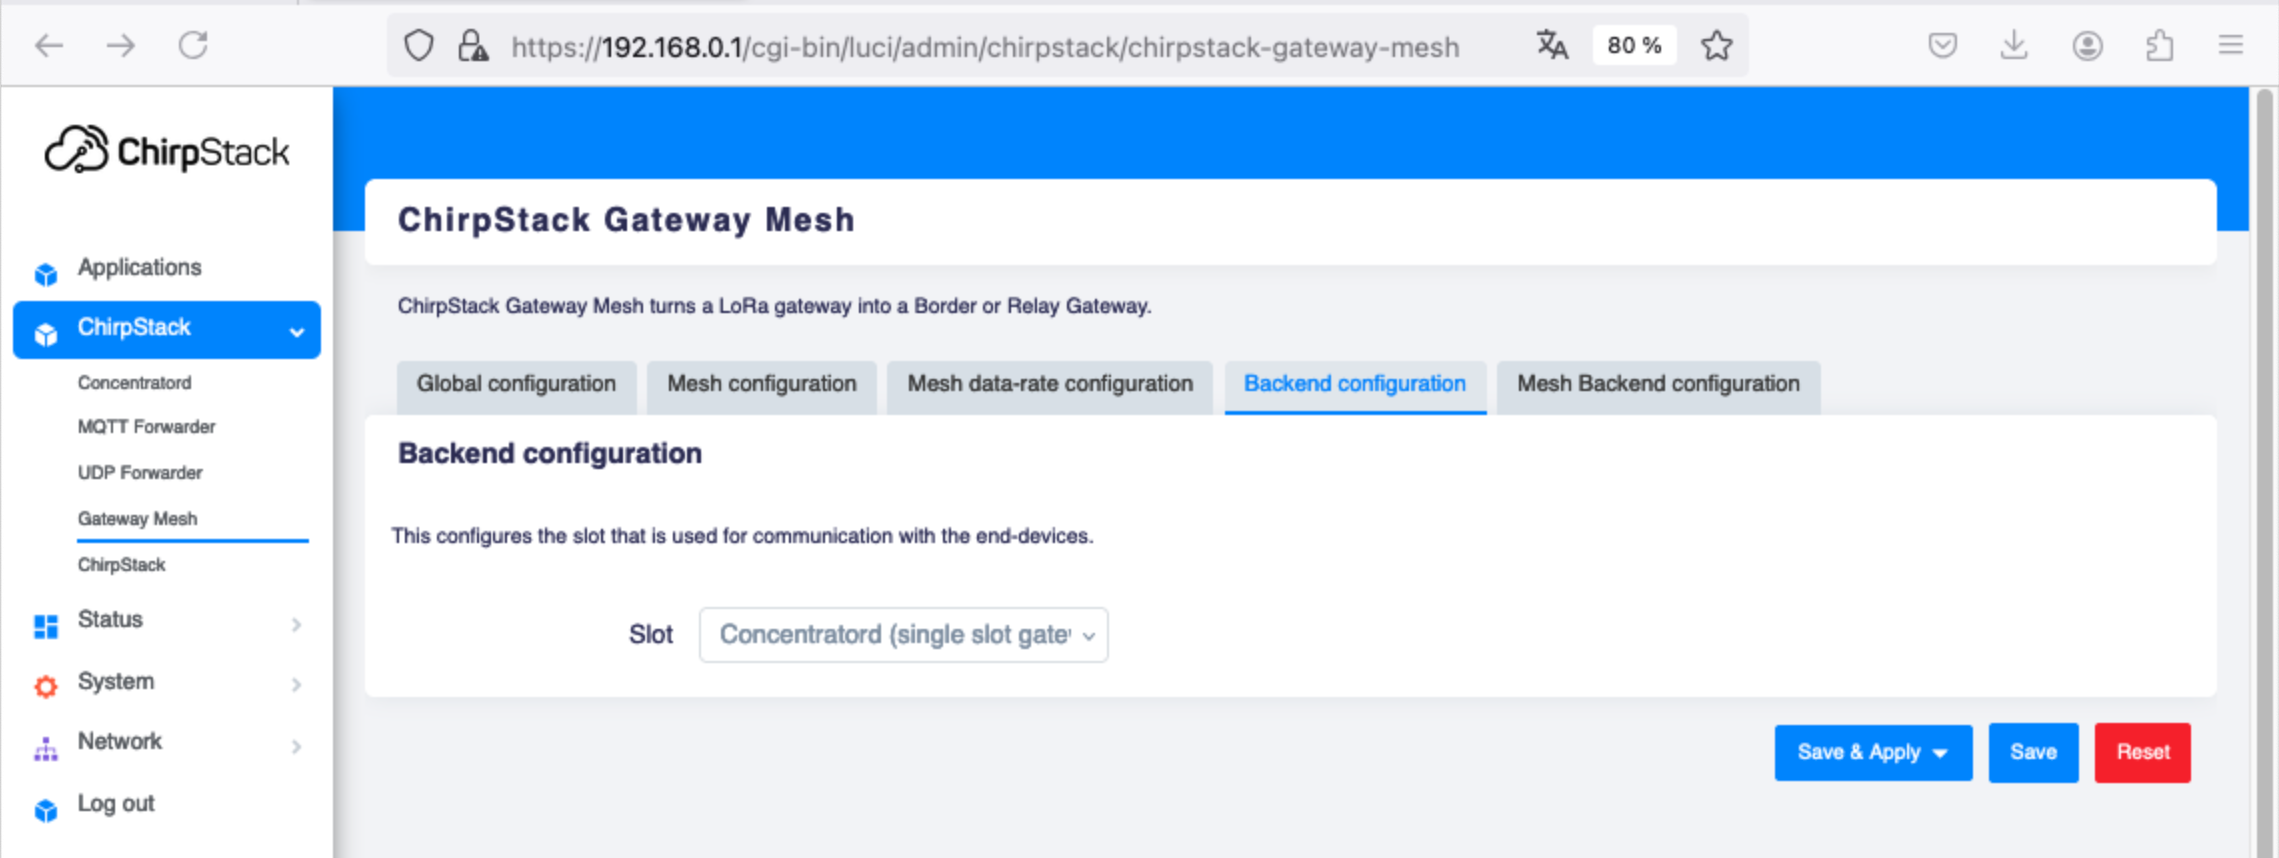 https://192.168.0.1/cgi-bin/luci/admin/chirpstack/chirpstack-gateway-mesh
80 %
ChirpStack
Applications
ChirpStack
Concentratord
MQTT Forwarder
UDP Forwarder
Gateway Mesh
ChirpStack
Status
System
Network
Log out
ChirpStack Gateway Mesh
ChirpStack Gateway Mesh turns a LoRa gateway into a Border or Relay Gateway.
Global configuration
Mesh configuration
Mesh data-rate configuration
Backend configuration
Mesh Backend configuration
Backend configuration
This configures the slot that is used for communication with the end-devices.
Slot
Concentratord (single slot gate
Save & Apply
Save
Reset